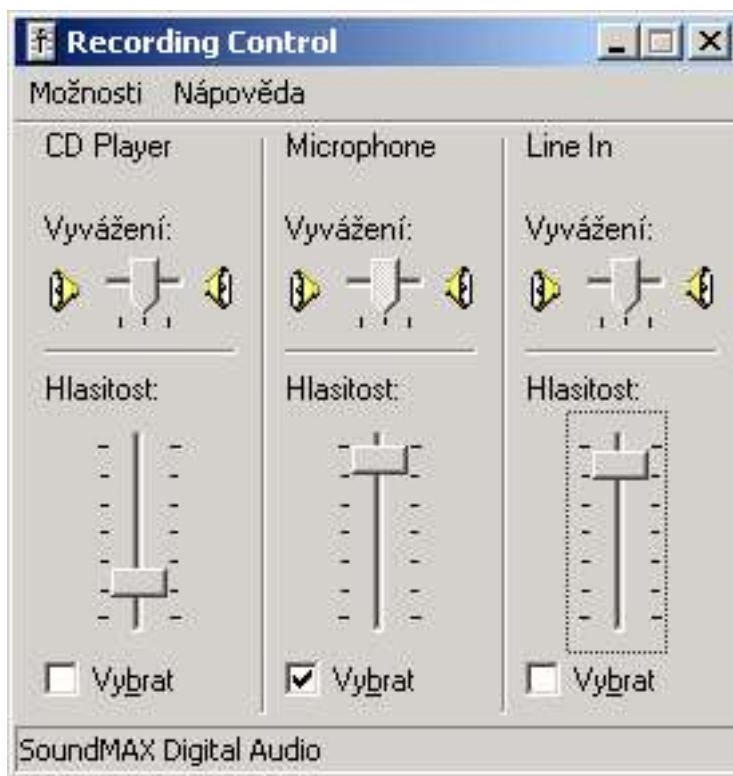 Recording Control
Možnosti Nápověda
CD Player
Microphone
Line In
Vyvážení:
Vyvážení:
Vyvážení:
Hlasitost:
Hlasitost:
Hlasitost:
Vybrat
Vybrat
Vybrat
SoundMAX Digital Audio